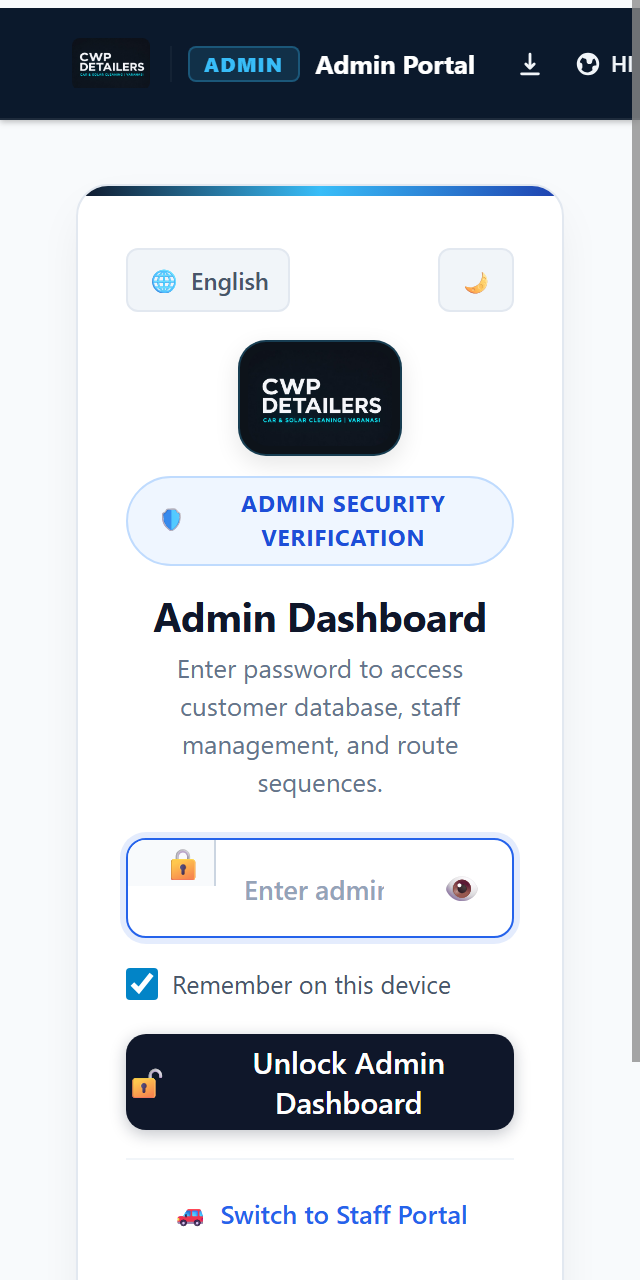 CWP
DETAILERS
CAR & SOLAR CLEANING | VARANASI
ADMIN
Admin Portal
English
CWP
DETAILERS
CAR & SOLAR CLEANING | VARANASI
ADMIN SECURITY
VERIFICATION
Admin Dashboard
Enter password to access
customer database, staff
management, and route
sequences.
Enter admin
Remember on this device
Unlock Admin
Dashboard
Switch to Staff Portal